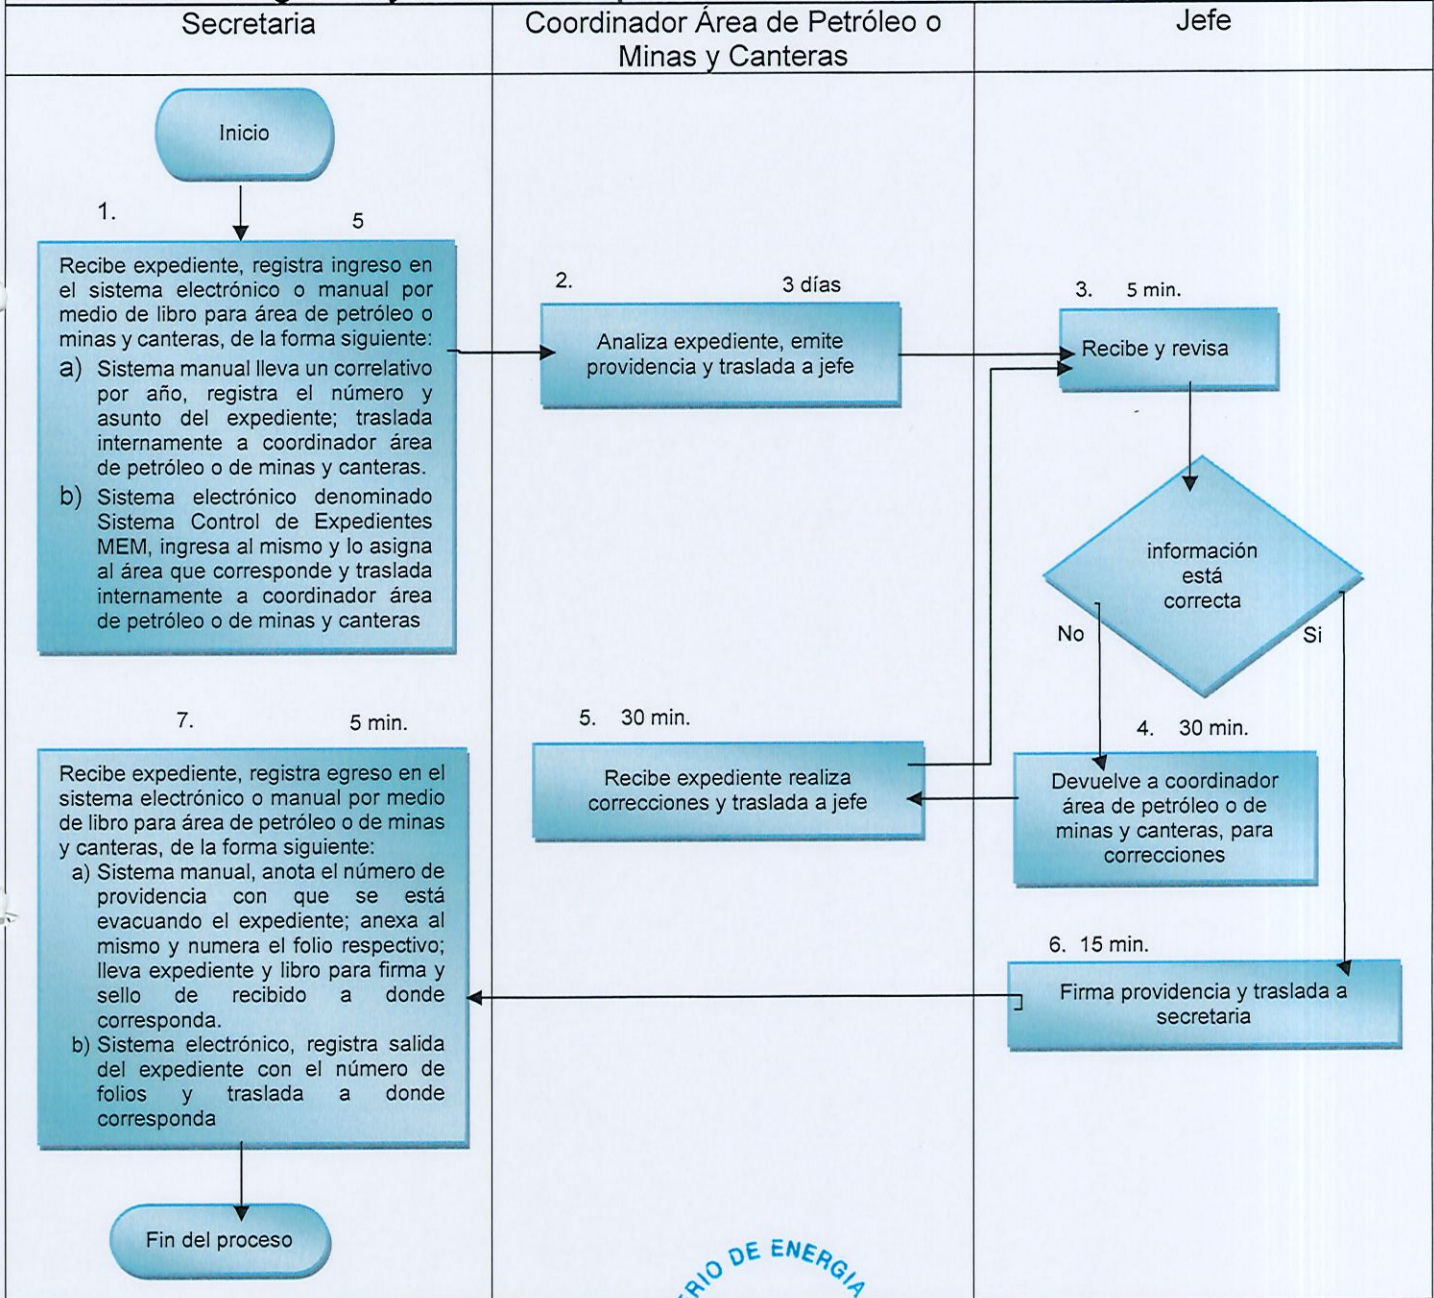 Secretaria
Coordinador Área de Petróleo o
Minas y Canteras
Jefe
Inicio
1.
5
Recibe expediente, registra ingreso en
el sistema electrónico o manual por
medio de libro para área de petróleo o
minas y canteras, de la forma siguiente:
a) Sistema manual lleva un correlativo
por año, registra el número y
asunto del expediente; traslada
internamente a coordinador área
de petróleo o de minas y canteras.
b) Sistema electrónico denominado
Sistema Control de Expedientes
MEM, ingresa al mismo y lo asigna
al área que corresponde y traslada
internamente a coordinador área
de petróleo o de minas y canteras
2.
3 días
Analiza expediente, emite
providencia y traslada a jefe
3. 5 min.
Recibe y revisa
información
está
correcta
No
Si
4. 30 min.
Devuelve a coordinador
área de petróleo o de
minas y canteras, para
correcciones
5. 30 min.
Recibe expediente realiza
correcciones y traslada a jefe
6. 15 min.
Firma providencia y traslada a
secretaria
7.
5 min.
Recibe expediente, registra egreso en el
sistema electrónico o manual por medio
de libro para área de petróleo o de minas
y canteras, de la forma siguiente:
a) Sistema manual, anota el número de
providencia con que se está
evacuando el expediente; anexa al
mismo y numera el folio respectivo;
lleva expediente y libro para firma y
sello de recibido a donde
corresponda.
b) Sistema electrónico, registra salida
del expediente con el número de
folios y traslada a donde
corresponda
Fin del proceso
DE ENERGIA